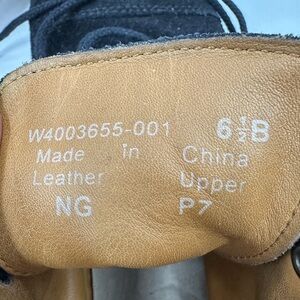 W4003655-001 6½B
Made in China
Leather Upper
NG P7